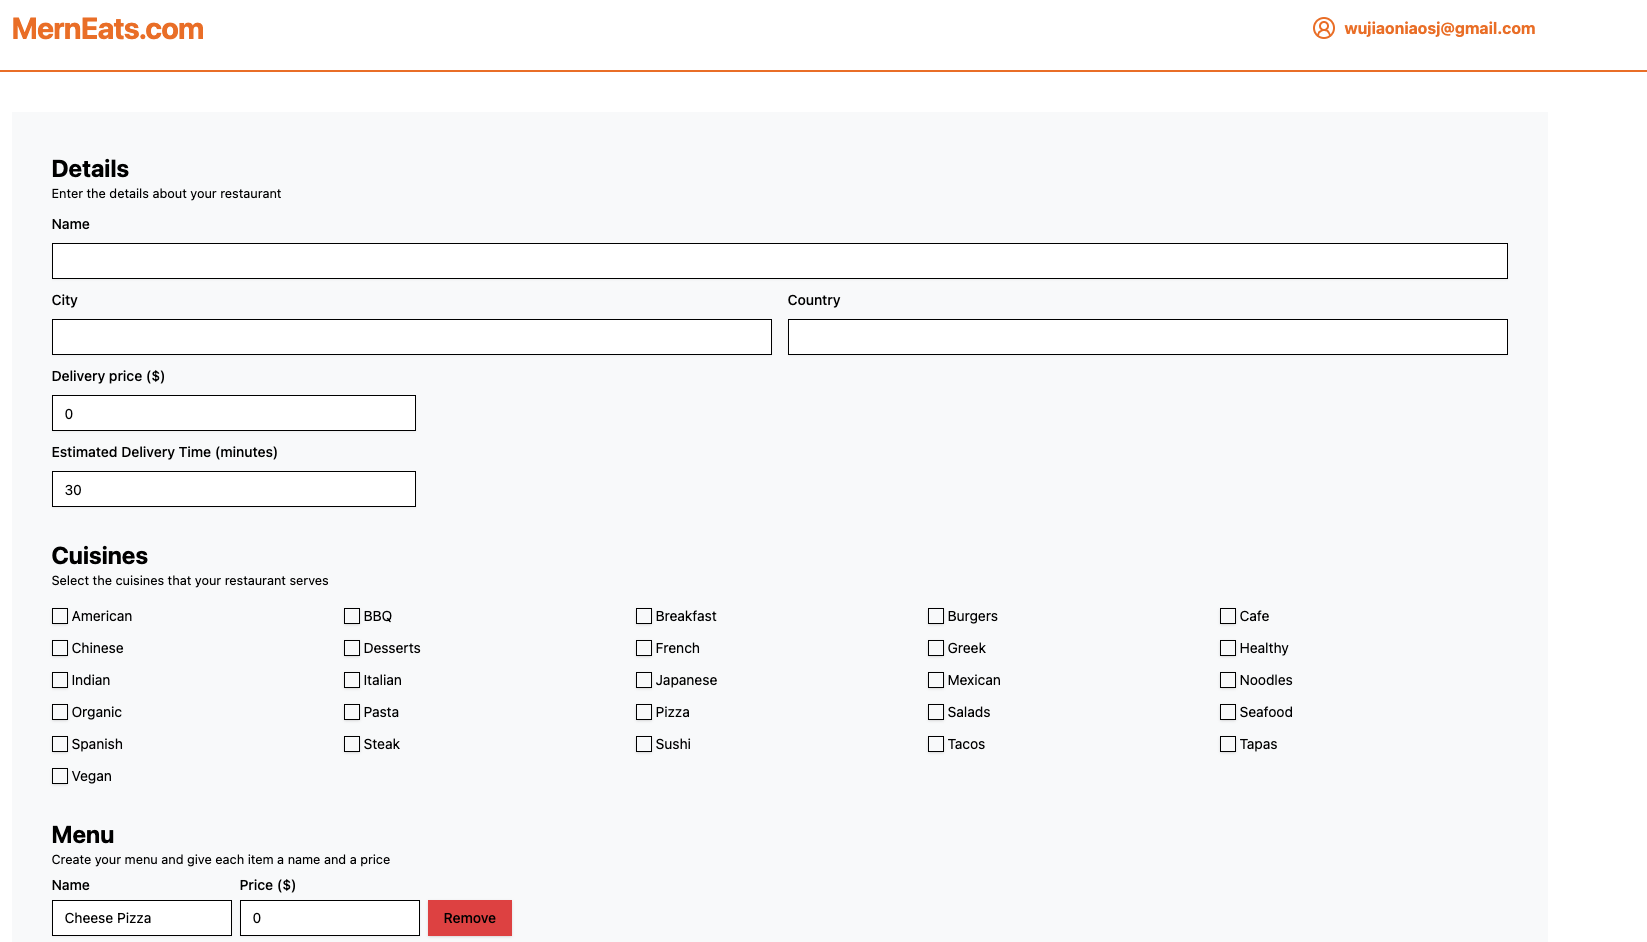 MernEats.com
wujiaoniaosj@gmail.com
Details
Enter the details about your restaurant
Name
City Country
Delivery price ($)
0
Estimated Delivery Time (minutes)
30
Cuisines
Select the cuisines that your restaurant serves
American BBQ Breakfast Burgers Cafe
Chinese Desserts French Greek Healthy
Indian Italian Japanese Mexican Noodles
Organic Pasta Pizza Salads Seafood
Spanish Steak Sushi Tacos Tapas
Vegan
Menu
Create your menu and give each item a name and a price
Name Price ($)
Cheese Pizza 0 Remove